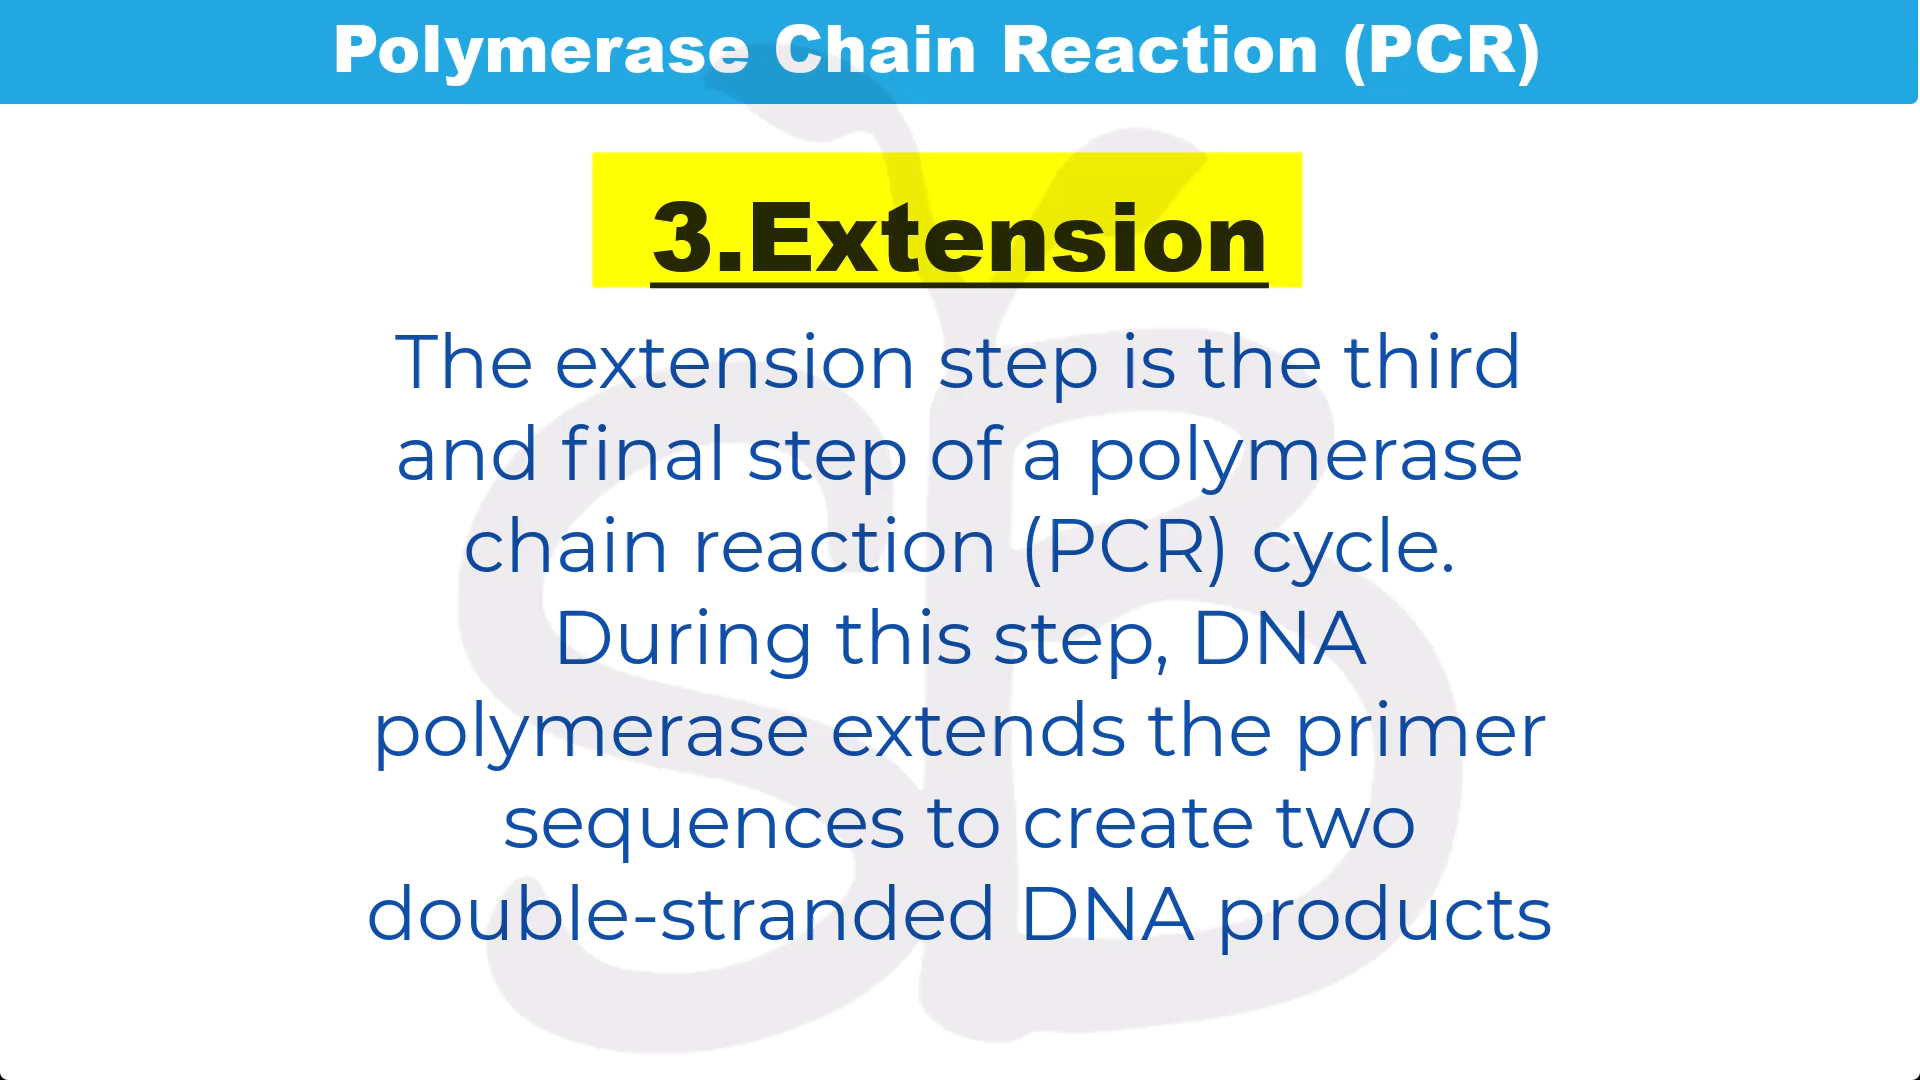 Polymerase Chain Reaction (PCR)
3.Extension
The extension step is the third
and final step of a polymerase
chain reaction (PCR) cycle.
During this step, DNA
polymerase extends the primer
sequences to create two
double-stranded DNA products
SB